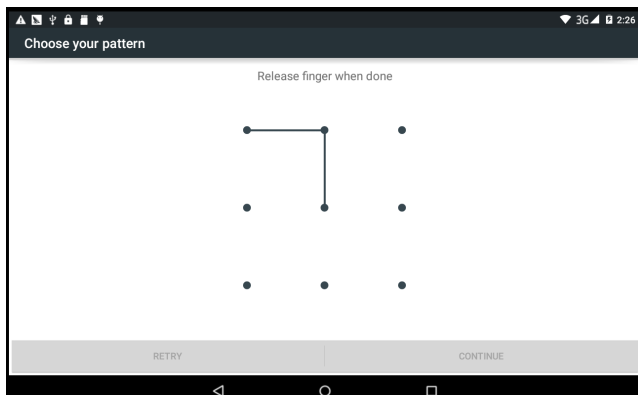 3G 2:26
Choose your pattern
Release finger when done
RETRY CONTINUE